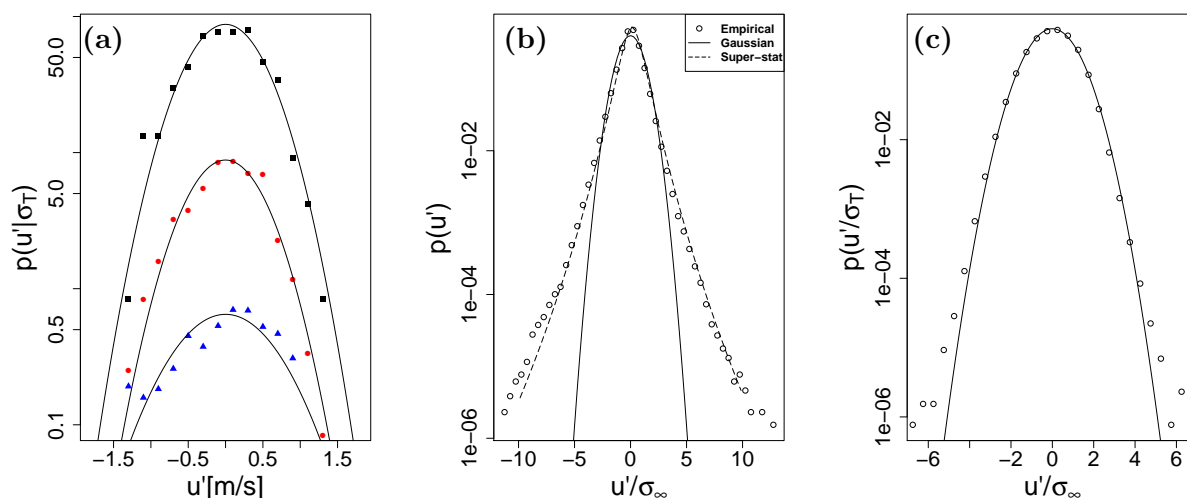 (a)
p(u'|σT)
50.0
5.0
0.5
0.1
−1.5
−0.5
0.5
1.5
u'[m/s]
(b)
Empirical
Gaussian
Super−stat
p(u')
1e−02
1e−04
1e−06
−10
−5
0
5
10
u'/σ∞
(c)
p(u'/σT)
1e−02
1e−04
1e−06
−6
−4
−2
0
2
4
6
u'/σ∞